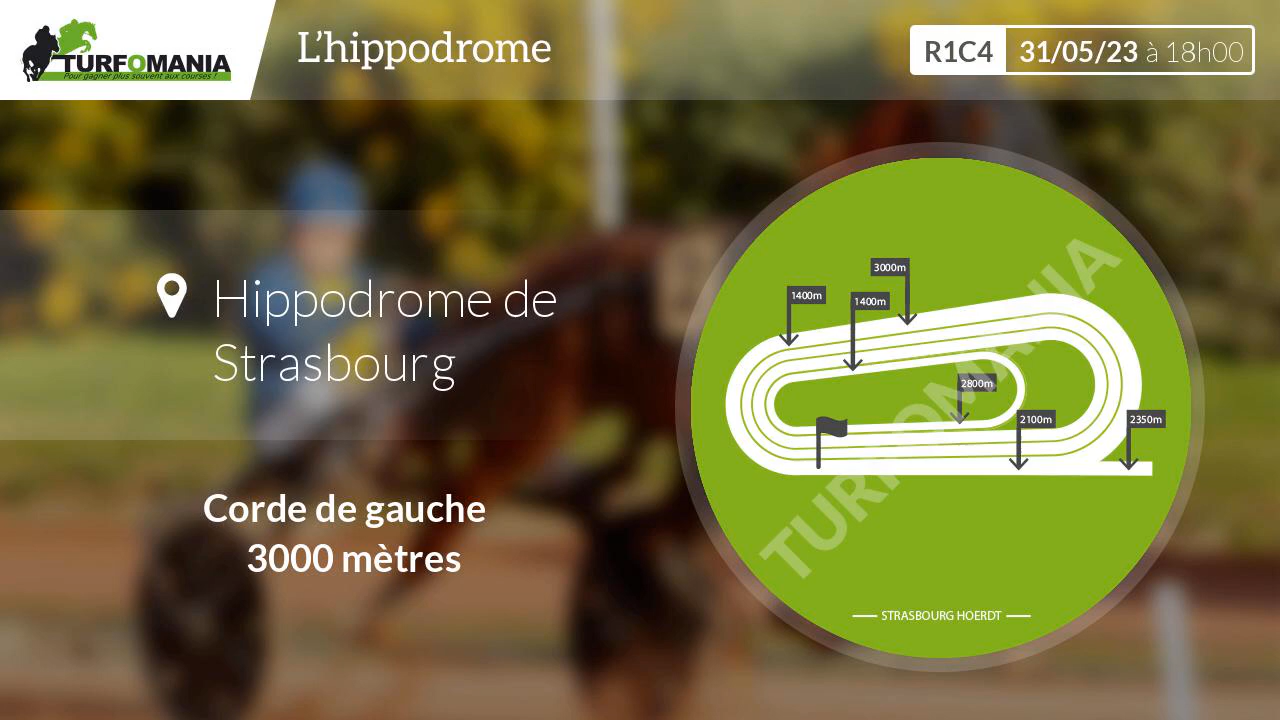 TURFOMANIA
Pour gagner plus souvent aux courses !
L'hippodrome
R1C4 31/05/23 à 18h00
Hippodrome de
Strasbourg
Corde de gauche
3000 mètres
3000m
1400m
1400m
2800m
2100m
2350m
TURFOMANIA
STRASBOURG HOERDT